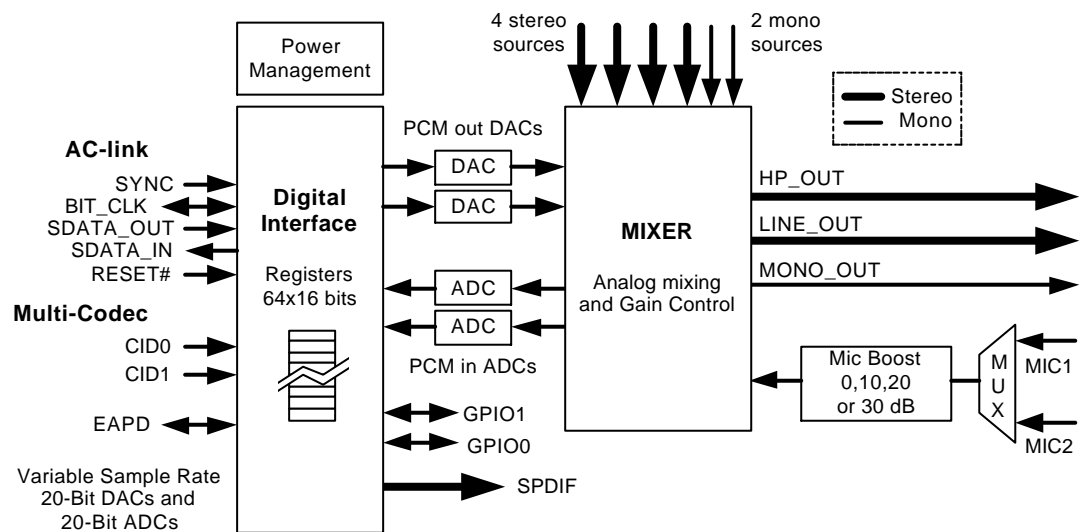 4 stereo
sources
2 mono
sources
Power
Management
Stereo
Mono
PCM out DACs
AC-link
SYNC
BIT_CLK
SDATA_OUT
SDATA_IN
RESET#
Multi-Codec
CID0
CID1
EAPD
Variable Sample Rate
20-Bit DACs and
20-Bit ADCs
Digital
Interface
Registers
64x16 bits
DAC
DAC
ADC
ADC
PCM in ADCs
GPIO1
GPIO0
SPDIF
MIXER
Analog mixing
and Gain Control
HP_OUT
LINE_OUT
MONO_OUT
Mic Boost
0,10,20
or 30 dB
M
U
X
MIC1
MIC2